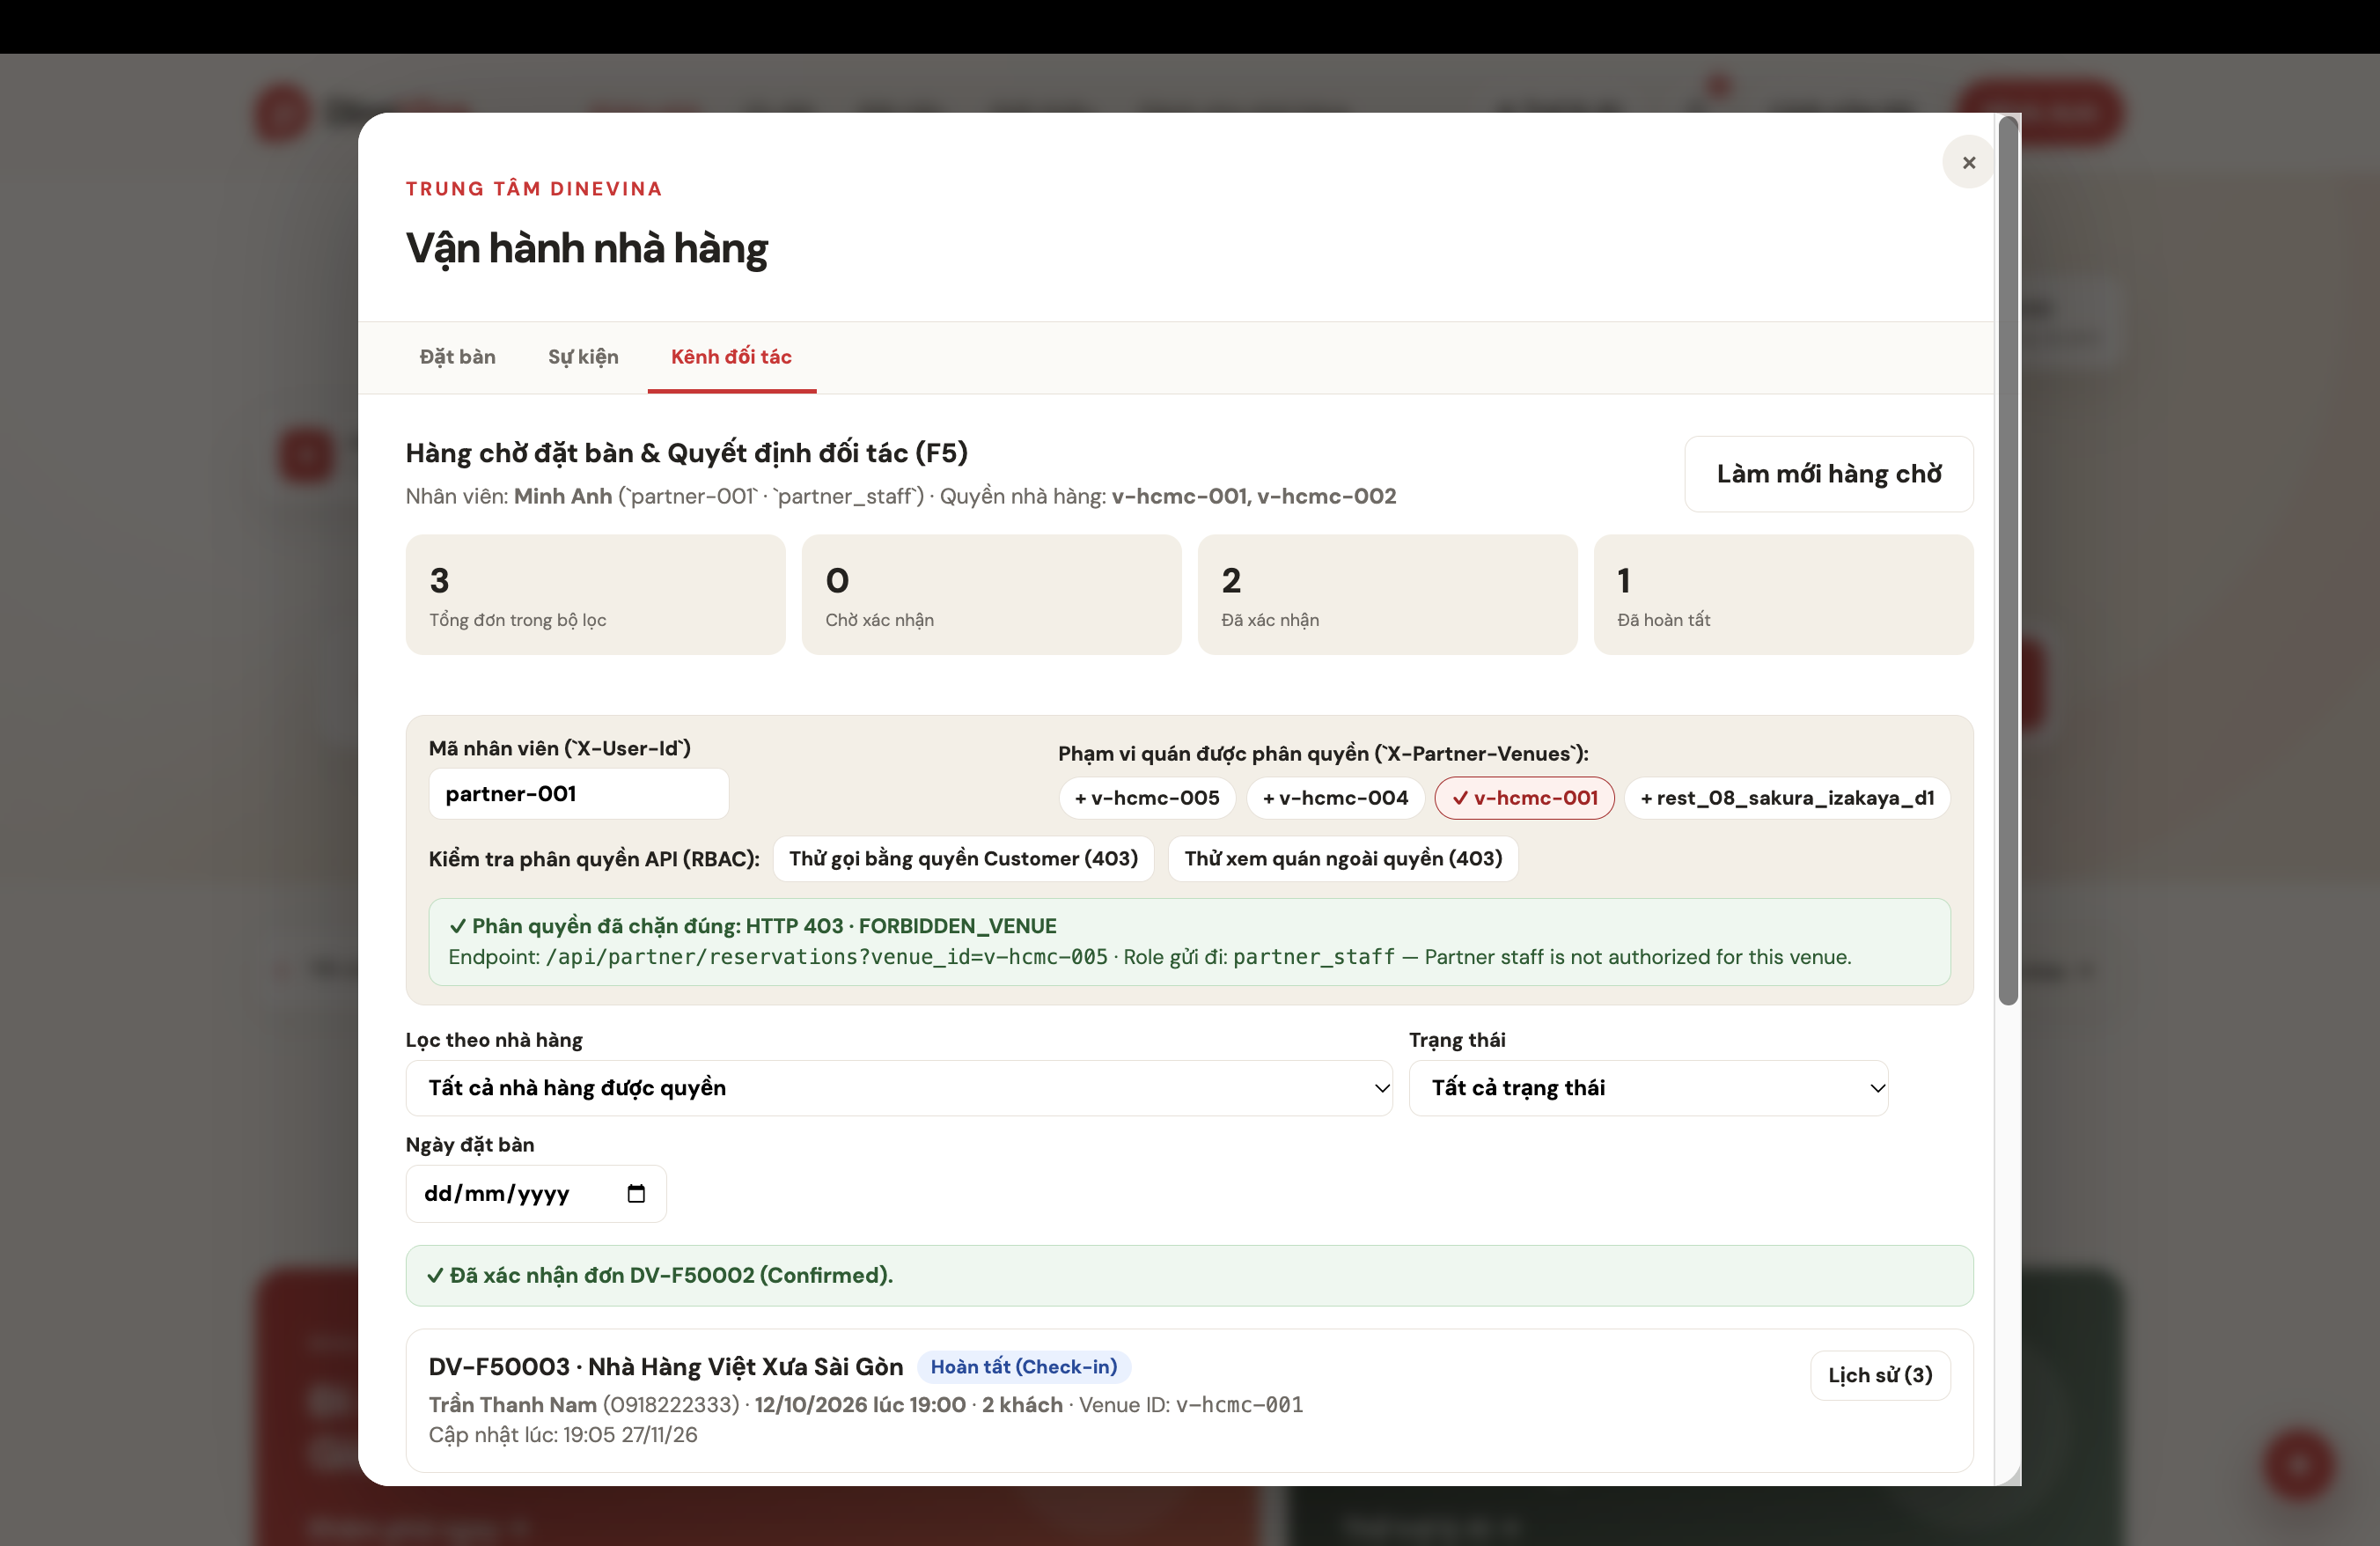 TRUNG TÂM DINEVINA
Vận hành nhà hàng
×
Đặt bàn
Sự kiện
Kênh đối tác
Hàng chờ đặt bàn & Quyết định đối tác (F5)
Nhân viên: Minh Anh (`partner-001` · `partner_staff`) · Quyền nhà hàng: v-hcmc-001, v-hcmc-002
Làm mới hàng chờ
3
Tổng đơn trong bộ lọc
0
Chờ xác nhận
2
Đã xác nhận
1
Đã hoàn tất
Mã nhân viên (`X-User-Id`)
partner-001
Phạm vi quán được phân quyền (`X-Partner-Venues`):
+ v-hcmc-005
+ v-hcmc-004
✓ v-hcmc-001
+ rest_08_sakura_izakaya_d1
Kiểm tra phân quyền API (RBAC):
Thử gọi bằng quyền Customer (403)
Thử xem quán ngoài quyền (403)
✓ Phân quyền đã chặn đúng: HTTP 403 · FORBIDDEN_VENUE
Endpoint: /api/partner/reservations?venue_id=v-hcmc-005 · Role gửi đi: partner_staff — Partner staff is not authorized for this venue.
Lọc theo nhà hàng
Tất cả nhà hàng được quyền
Trạng thái
Tất cả trạng thái
Ngày đặt bàn
dd/mm/yyyy
✓ Đã xác nhận đơn DV-F50002 (Confirmed).
DV-F50003 · Nhà Hàng Việt Xưa Sài Gòn
Hoàn tất (Check-in)
Trần Thanh Nam (0918222333) · 12/10/2026 lúc 19:00 · 2 khách · Venue ID: v-hcmc-001
Cập nhật lúc: 19:05 27/11/26
Lịch sử (3)